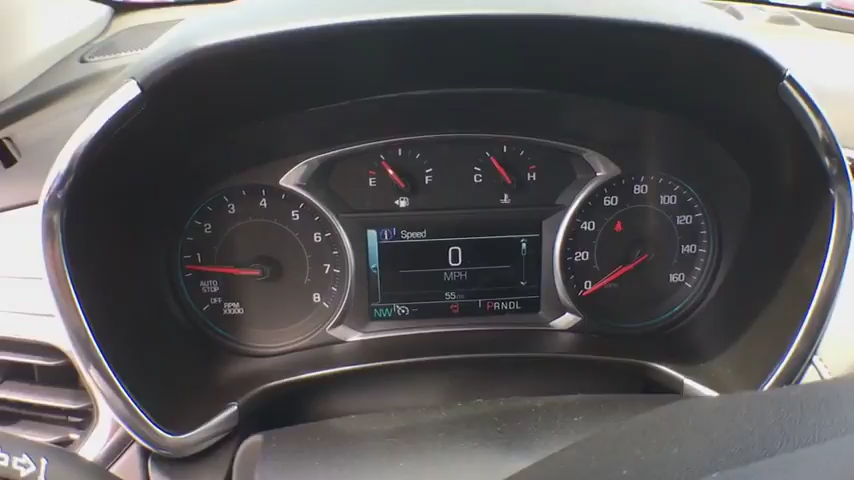 E F
C H
1 2 3 4 5 6 7 8
AUTO
STOP
OFF
RPM
x1000
Speed
0
MPH
55
NW
PRNDL
0 20 40 60 80 100 120 140 160